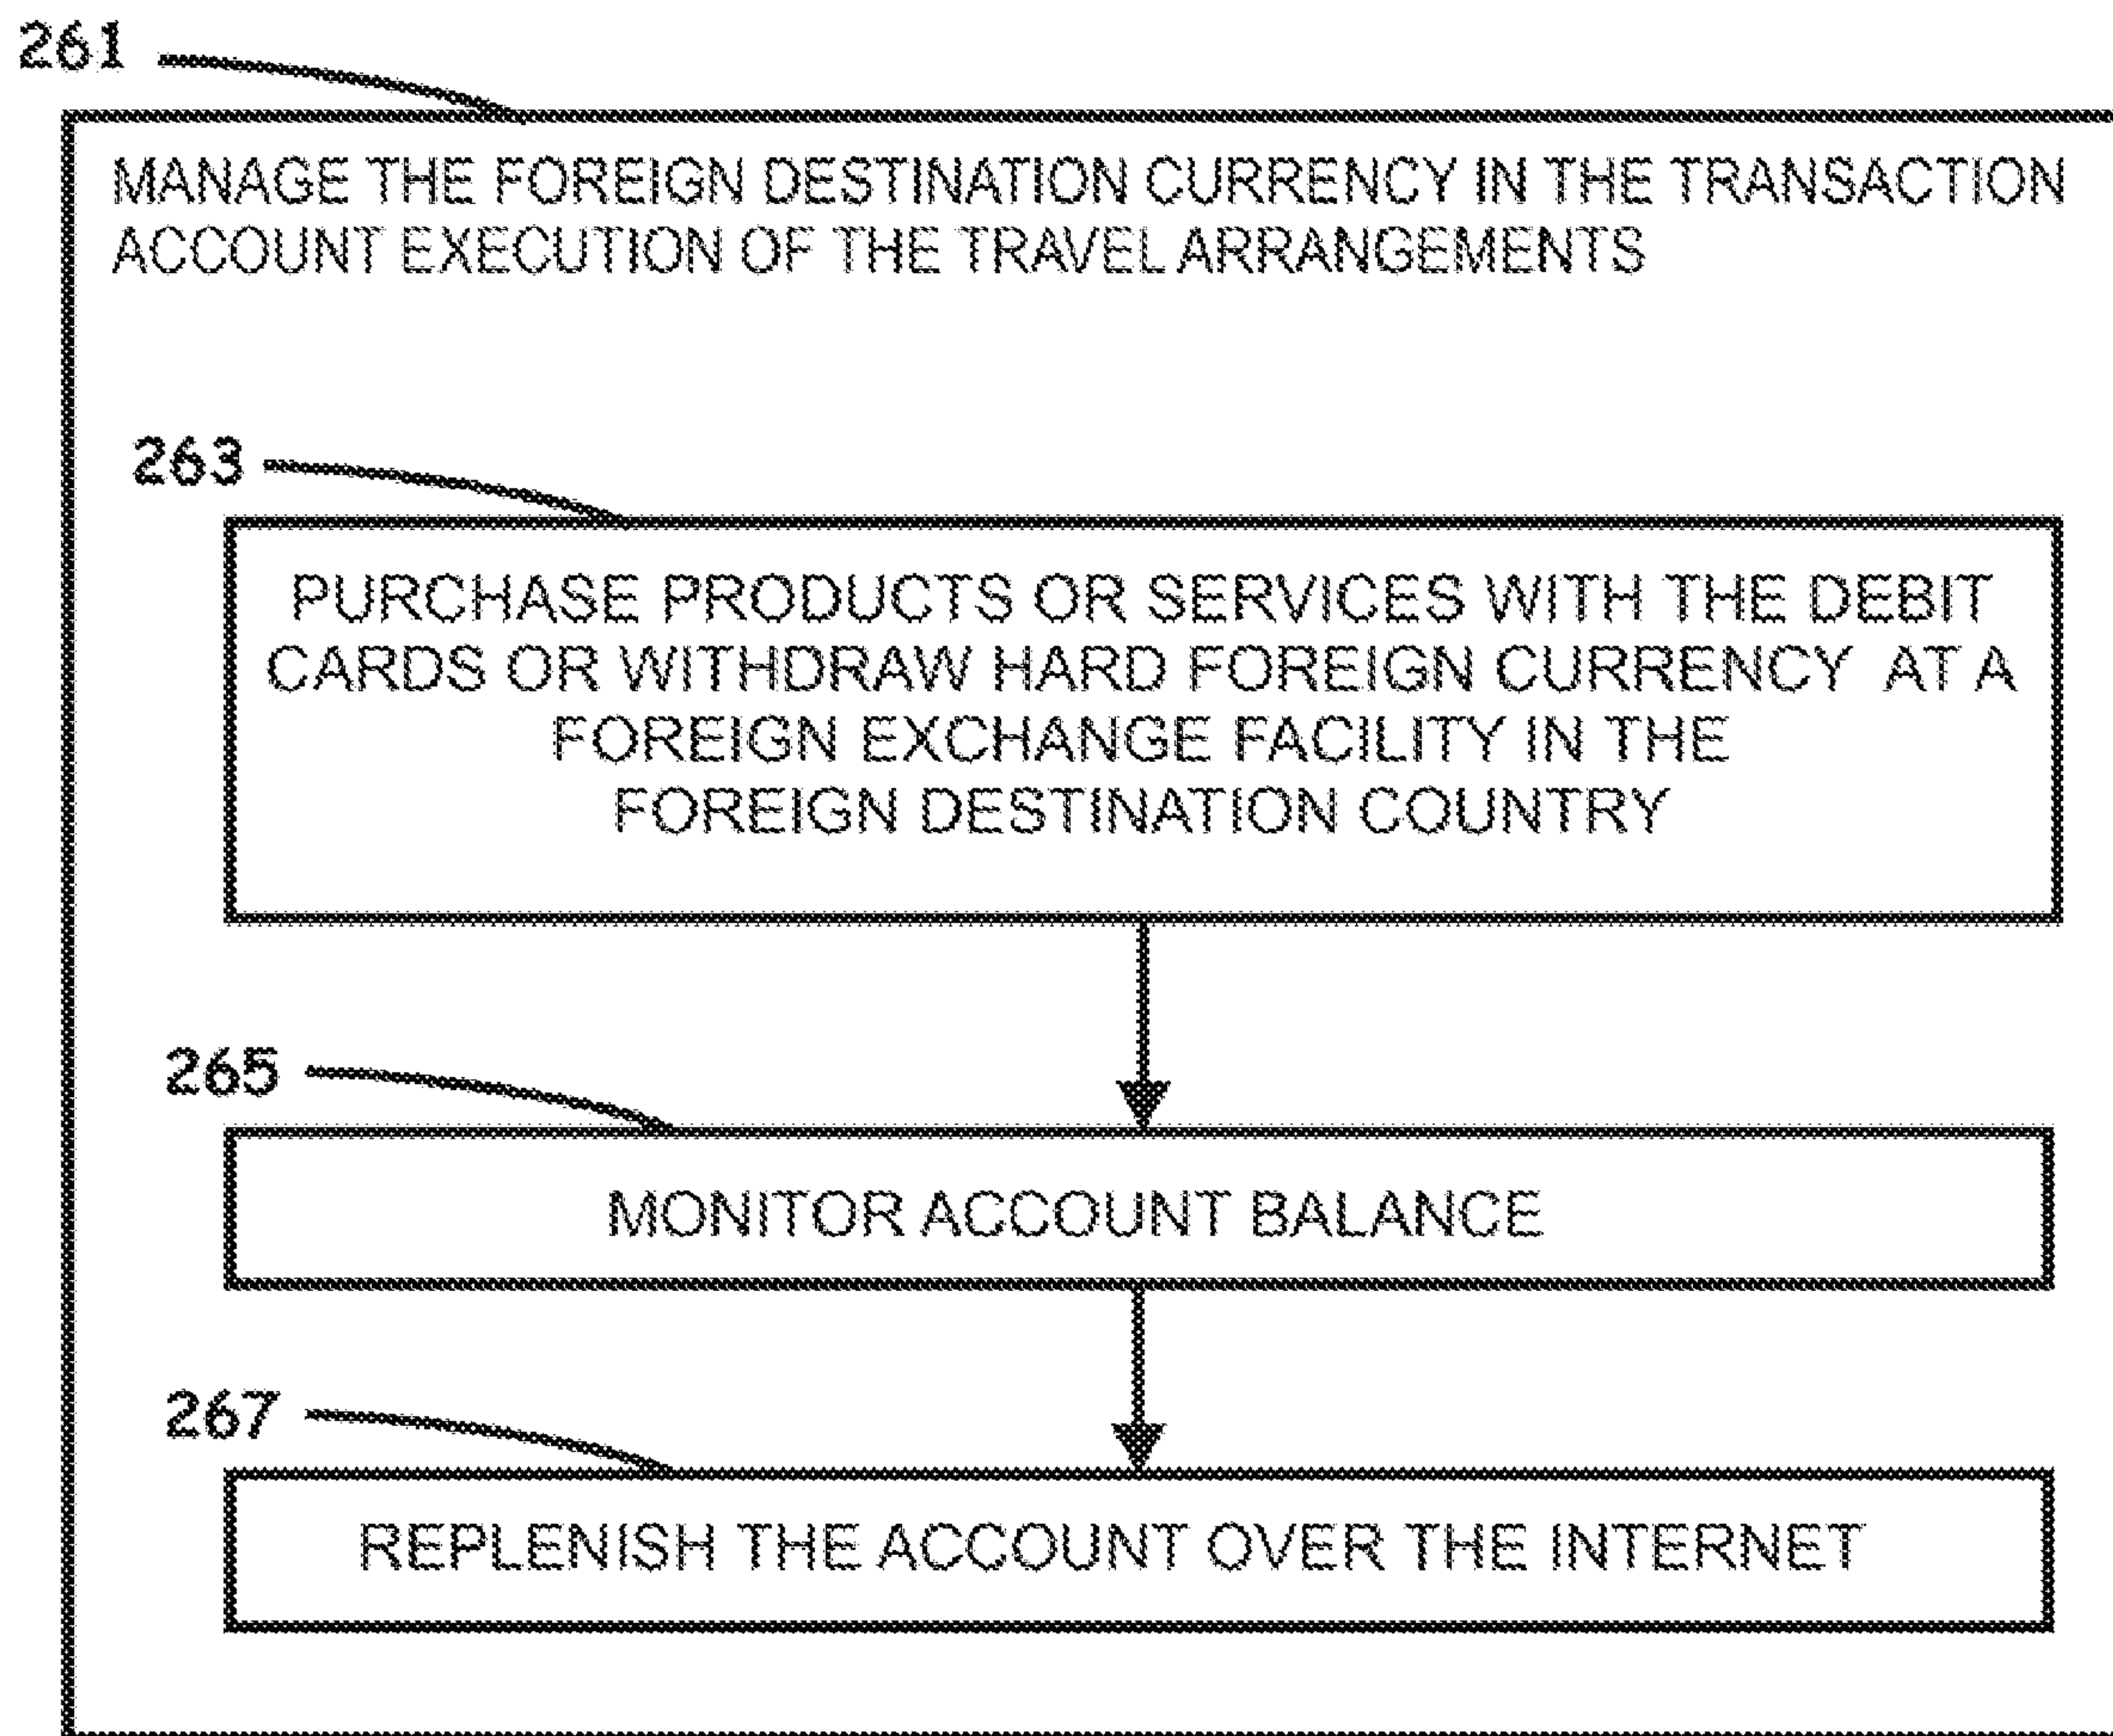 261
MANAGE THE FOREIGN DESTINATION CURRENCY IN THE TRANSACTION
ACCOUNT EXECUTION OF THE TRAVEL ARRANGEMENTS
263
PURCHASE PRODUCTS OR SERVICES WITH THE DEBIT
CARDS OR WITHDRAW HARD FOREIGN CURRENCY AT A
FOREIGN EXCHANGE FACILITY IN THE
FOREIGN DESTINATION COUNTRY
265
MONITOR ACCOUNT BALANCE
267
REPLENISH THE ACCOUNT OVER THE INTERNET